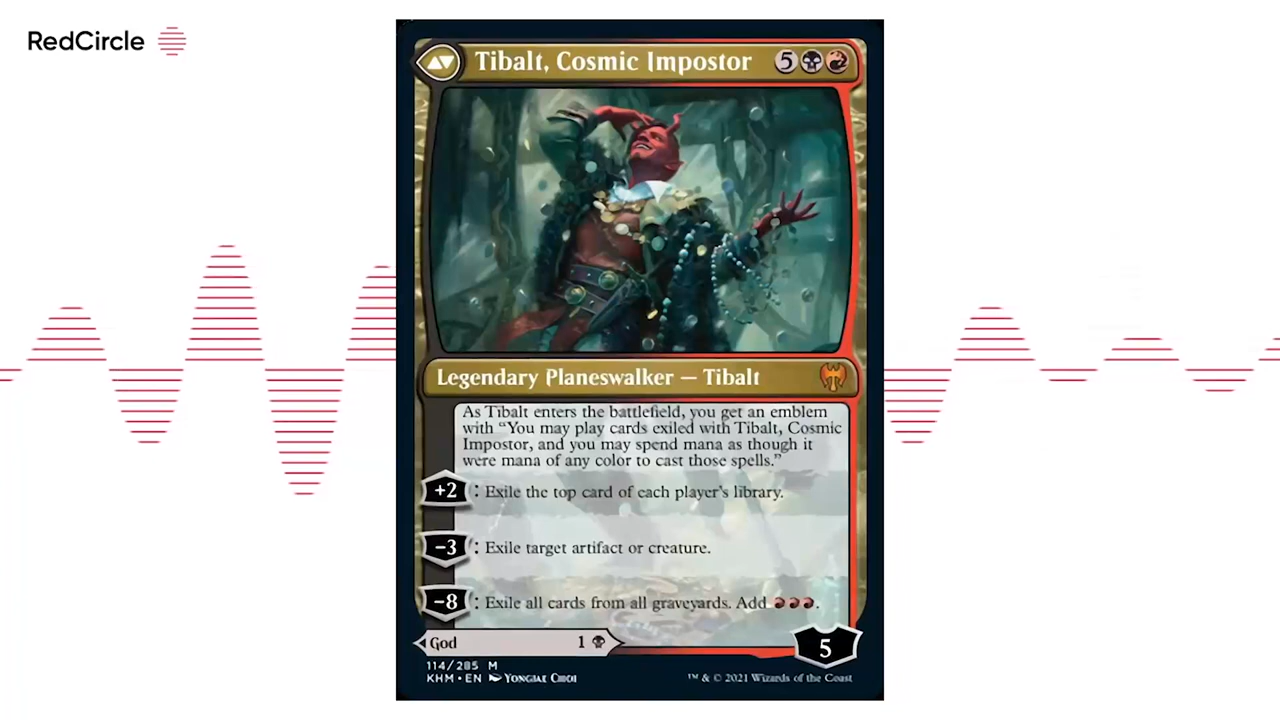 RedCircle
Tibalt, Cosmic Impostor 5
Legendary Planeswalker — Tibalt
As Tibalt enters the battlefield, you get an emblem
with “You may play cards exiled with Tibalt, Cosmic
Impostor, and you may spend mana as though it
were mana of any color to cast those spells.”
+2 : Exile the top card of each player's library.
−3 : Exile target artifact or creature.
−8 : Exile all cards from all graveyards. Add .
God 1
5
114/285 M
KHM • EN Yongjae Choi
™ & © 2021 Wizards of the Coast